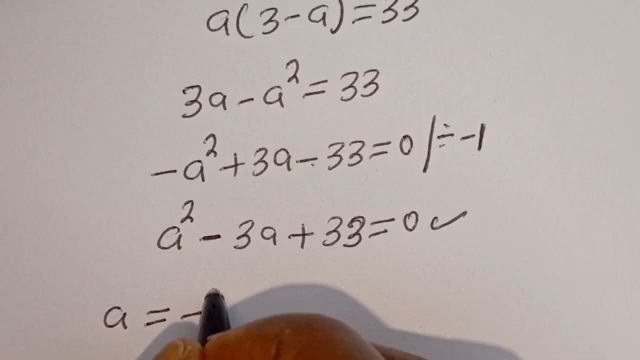 a(3-a)=33
3a-a²=33
-a²+3a-33=0/÷-1
a²-3a+33=0✓
a=-